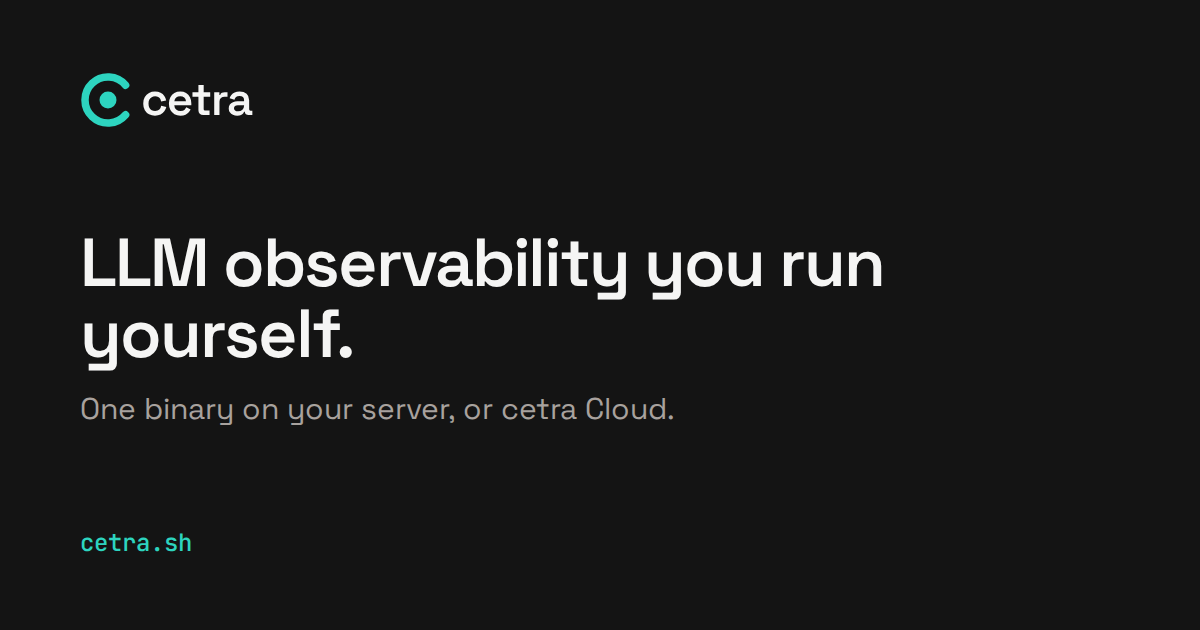 cetra
LLM observability you run
yourself.
One binary on your server, or cetra Cloud.
cetra.sh